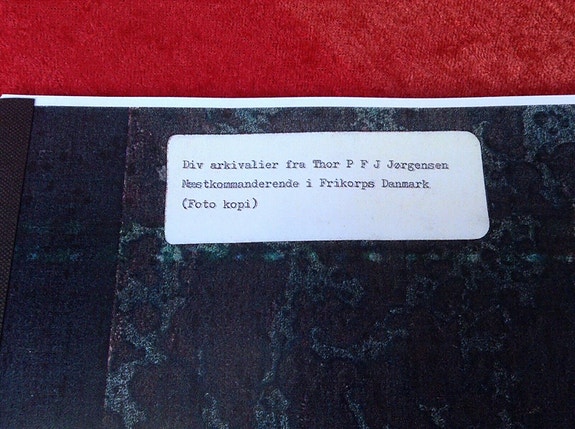 Div arkivalier fra Thor P F J Jørgensen
Næstkommanderende i Frikorps Danmark
(Foto kopi)